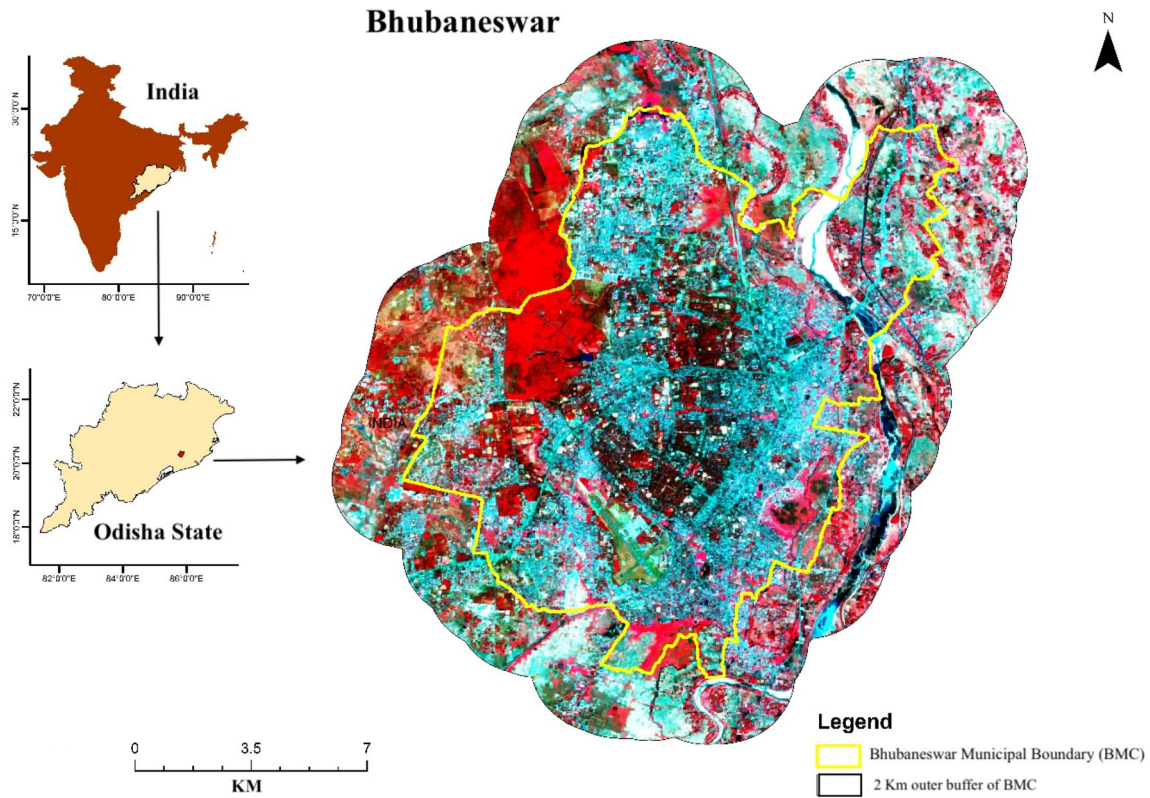 Bhubaneswar
N
India
30°0'0"N
15°0'0"N
70°0'0"E 80°0'0"E 90°0'0"E
INDIA
22°0'0"N
20°0'0"N
18°0'0"N
Odisha State
82°0'0"E 84°0'0"E 86°0'0"E
0 3.5 7
KM
Legend
Bhubaneswar Municipal Boundary (BMC)
2 Km outer buffer of BMC